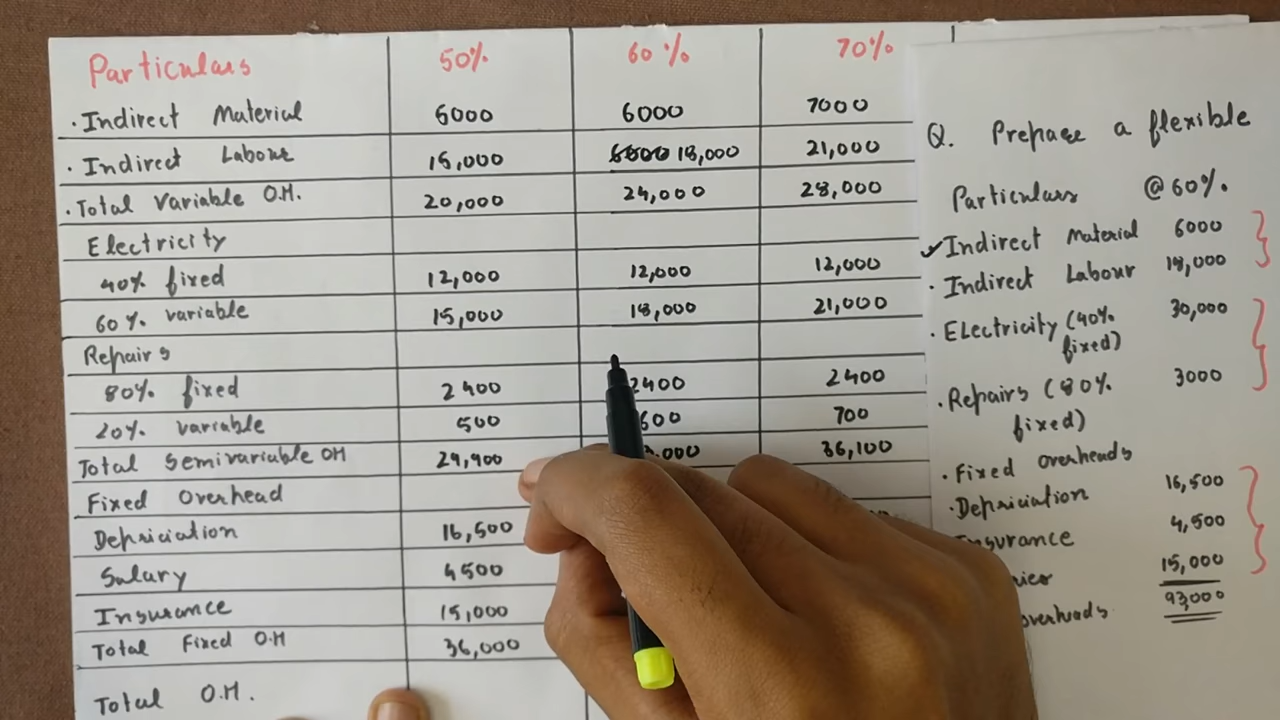 Particulars 50% 60% 70%
. Indirect Material 6000 6000 7000
. Indirect Labour 15,000 6000 18,000 21,000
. Total Variable O.H. 20,000 24,000 28,000
Electricity
40% fixed 12,000 12,000 12,000
60% variable 15,000 18,000 21,000
Repairs
80% fixed 2400 2400 2400
20% variable 500 600 700
Total Semivariable OH 29,900 000 36,100
Fixed Overhead
Depriciation 16,500
Salary 4500
Insurance 15,000
Total Fixed O.H 36,000
Total O.H.
Q. Prepare a flexible
Particulars @ 60%.
✓ Indirect Material 6000
. Indirect Labour 18,000
. Electricity (40% 30,000
fixed)
. Repairs (80% 3000
fixed)
. Fixed Overheads
. Depriciation 16,500
Insurance 4,500
ries 15,000
overheads 93,000